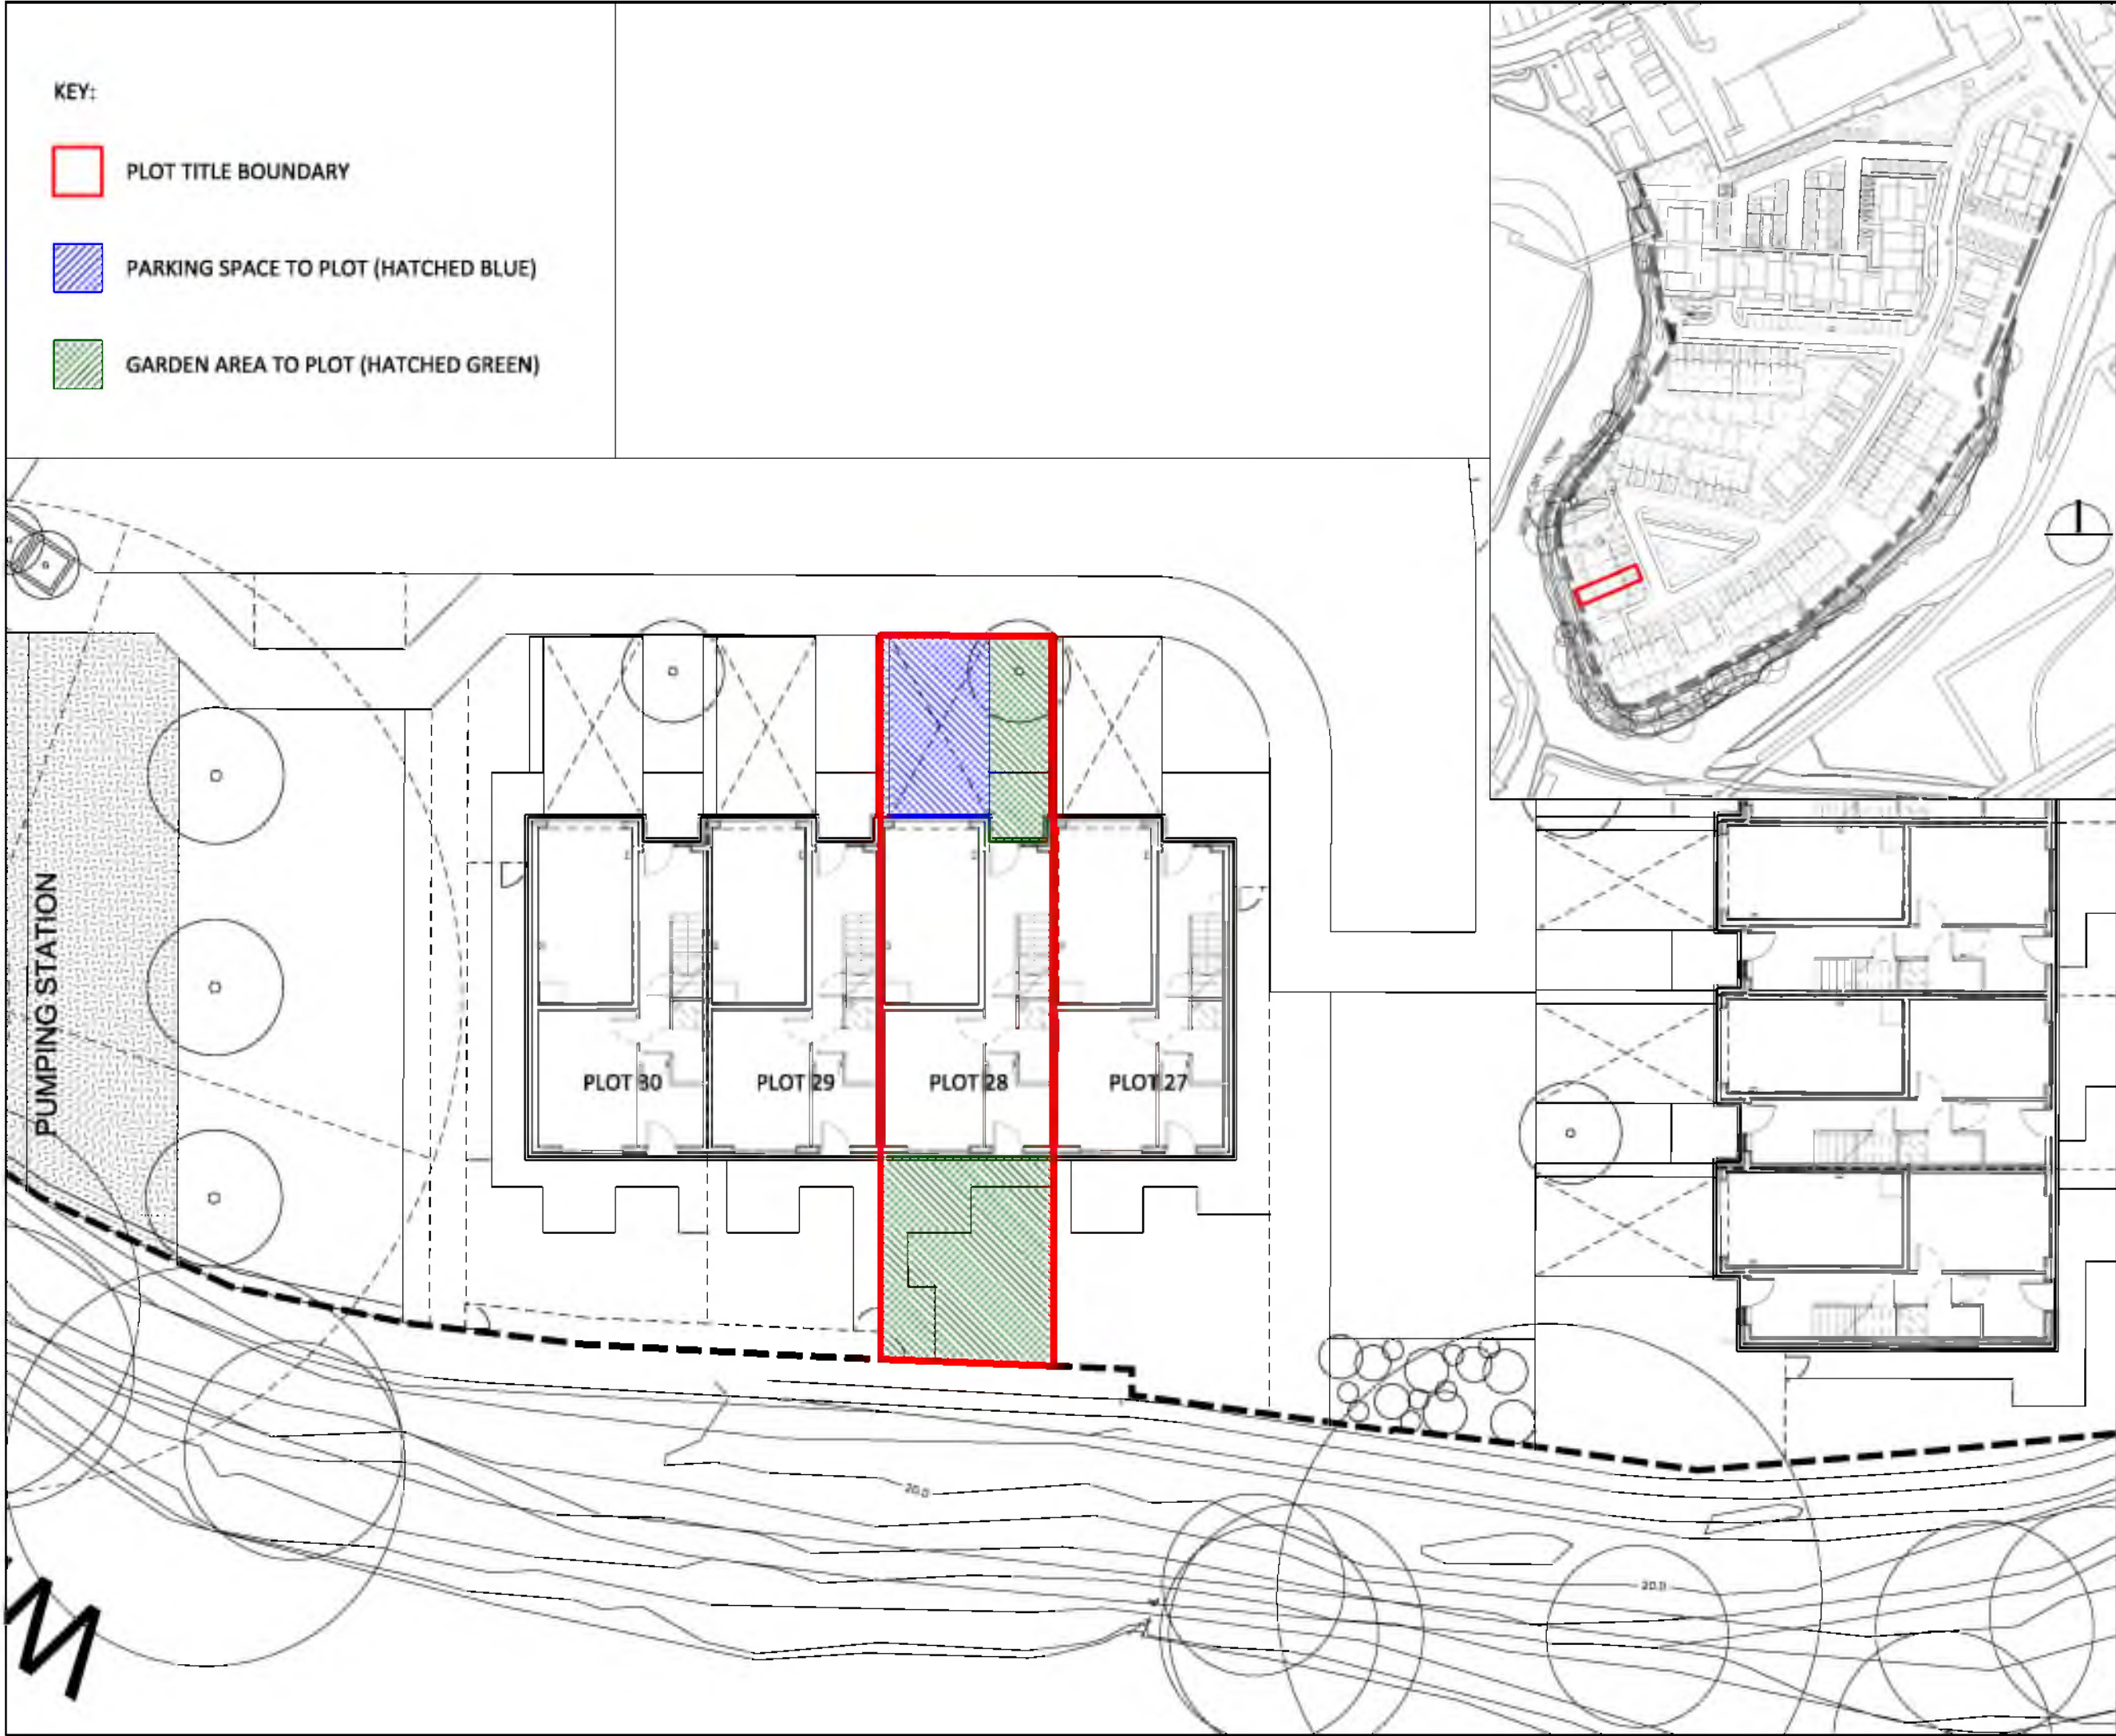 KEY:
PLOT TITLE BOUNDARY
PARKING SPACE TO PLOT (HATCHED BLUE)
GARDEN AREA TO PLOT (HATCHED GREEN)
PUMPING STATION
PLOT 30
PLOT 29
PLOT 28
PLOT 27
20.0
20.0
M